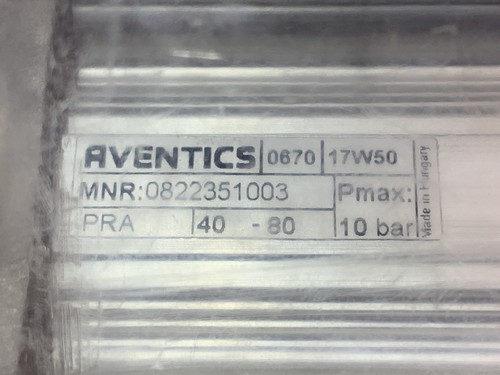 AVENTICS 0670 17W50
MNR:0822351003 Pmax:
PRA 40 - 80 10 bar
Made in Hungary